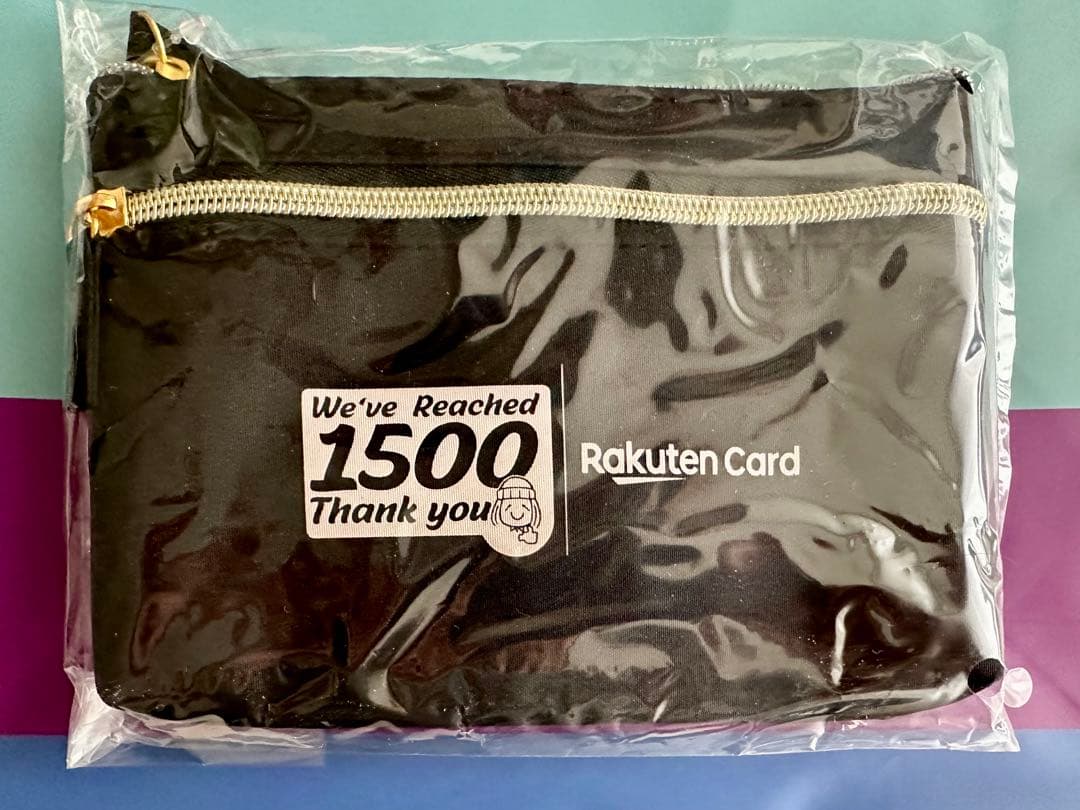 We've Reached
1500
Thank you
Rakuten Card